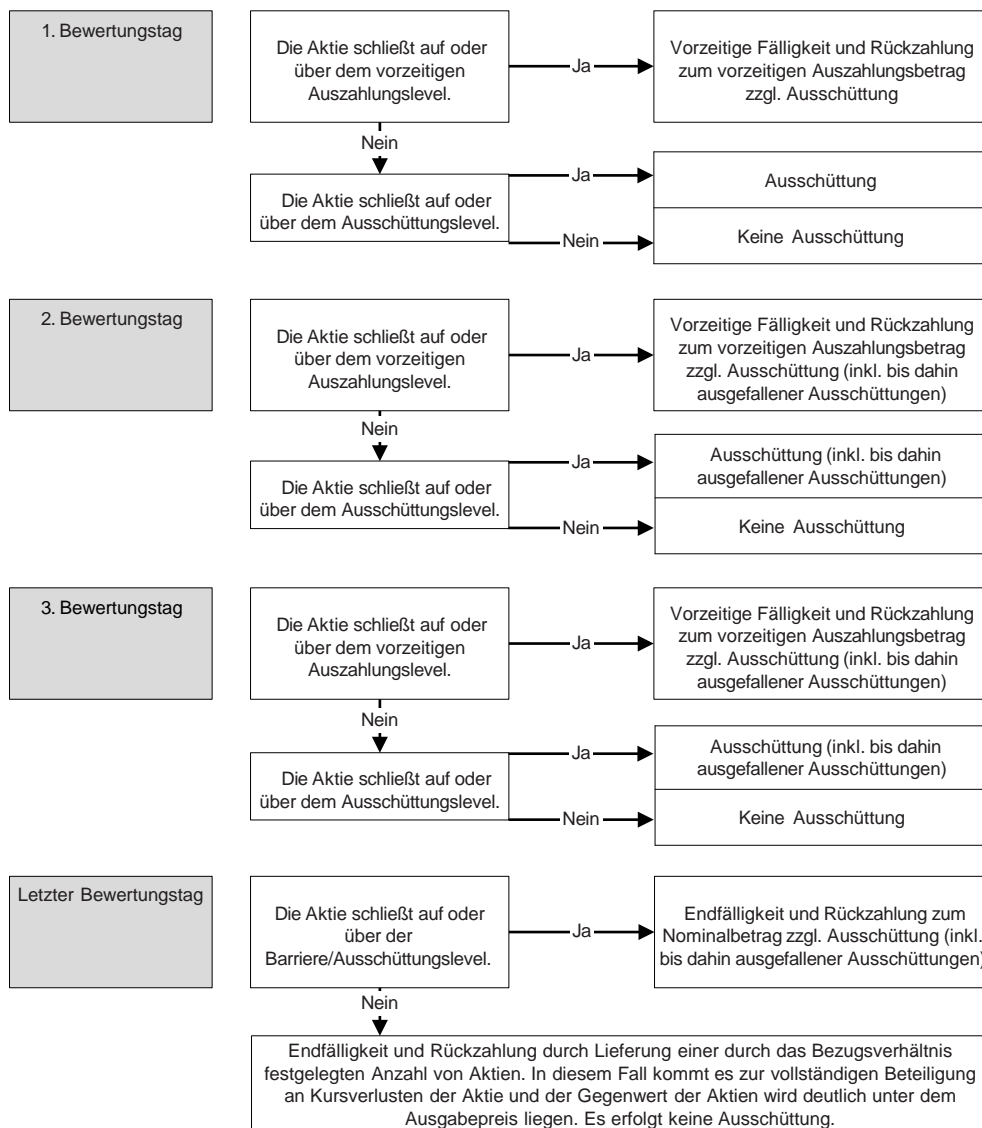 1. Bewertungstag
Die Aktie schließt auf oder
über dem vorzeitigen
Auszahlungslevel.
Ja
Vorzeitige Fälligkeit und Rückzahlung
zum vorzeitigen Auszahlungsbetrag
zzgl. Ausschüttung
Nein
Die Aktie schließt auf oder
über dem Ausschüttungslevel.
Ja
Ausschüttung
Nein
Keine Ausschüttung
2. Bewertungstag
Die Aktie schließt auf oder
über dem vorzeitigen
Auszahlungslevel.
Ja
Vorzeitige Fälligkeit und Rückzahlung
zum vorzeitigen Auszahlungsbetrag
zzgl. Ausschüttung (inkl. bis dahin
ausgefallener Ausschüttungen)
Nein
Die Aktie schließt auf oder
über dem Ausschüttungslevel.
Ja
Ausschüttung (inkl. bis dahin
ausgefallener Ausschüttungen)
Nein
Keine Ausschüttung
3. Bewertungstag
Die Aktie schließt auf oder
über dem vorzeitigen
Auszahlungslevel.
Ja
Vorzeitige Fälligkeit und Rückzahlung
zum vorzeitigen Auszahlungsbetrag
zzgl. Ausschüttung (inkl. bis dahin
ausgefallener Ausschüttungen)
Nein
Die Aktie schließt auf oder
über dem Ausschüttungslevel.
Ja
Ausschüttung (inkl. bis dahin
ausgefallener Ausschüttungen)
Nein
Keine Ausschüttung
Letzter Bewertungstag
Die Aktie schließt auf oder
über der
Barriere/Ausschüttungslevel.
Ja
Endfälligkeit und Rückzahlung zum
Nominalbetrag zzgl. Ausschüttung (inkl.
bis dahin ausgefallener Ausschüttungen)
Nein
Endfälligkeit und Rückzahlung durch Lieferung einer durch das Bezugsverhältnis
festgelegten Anzahl von Aktien. In diesem Fall kommt es zur vollständigen Beteiligung
an Kursverlusten der Aktie und der Gegenwert der Aktien wird deutlich unter dem
Ausgabepreis liegen. Es erfolgt keine Ausschüttung.